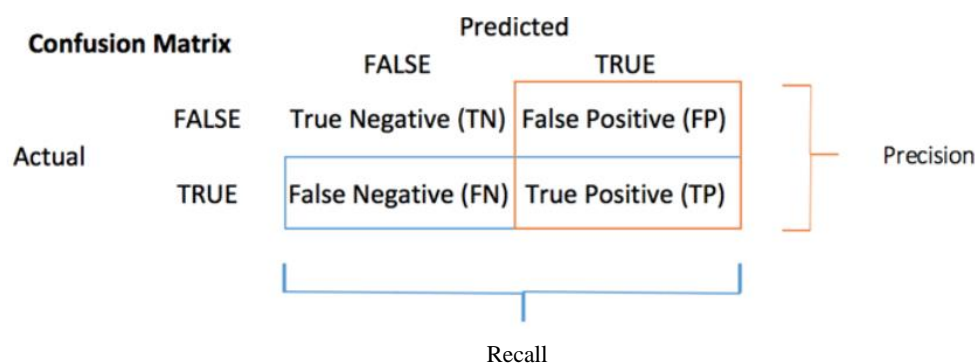 Predicted
Confusion Matrix
FALSE TRUE
FALSE True Negative (TN) False Positive (FP)
Actual Precision
TRUE False Negative (FN) True Positive (TP)
Recall